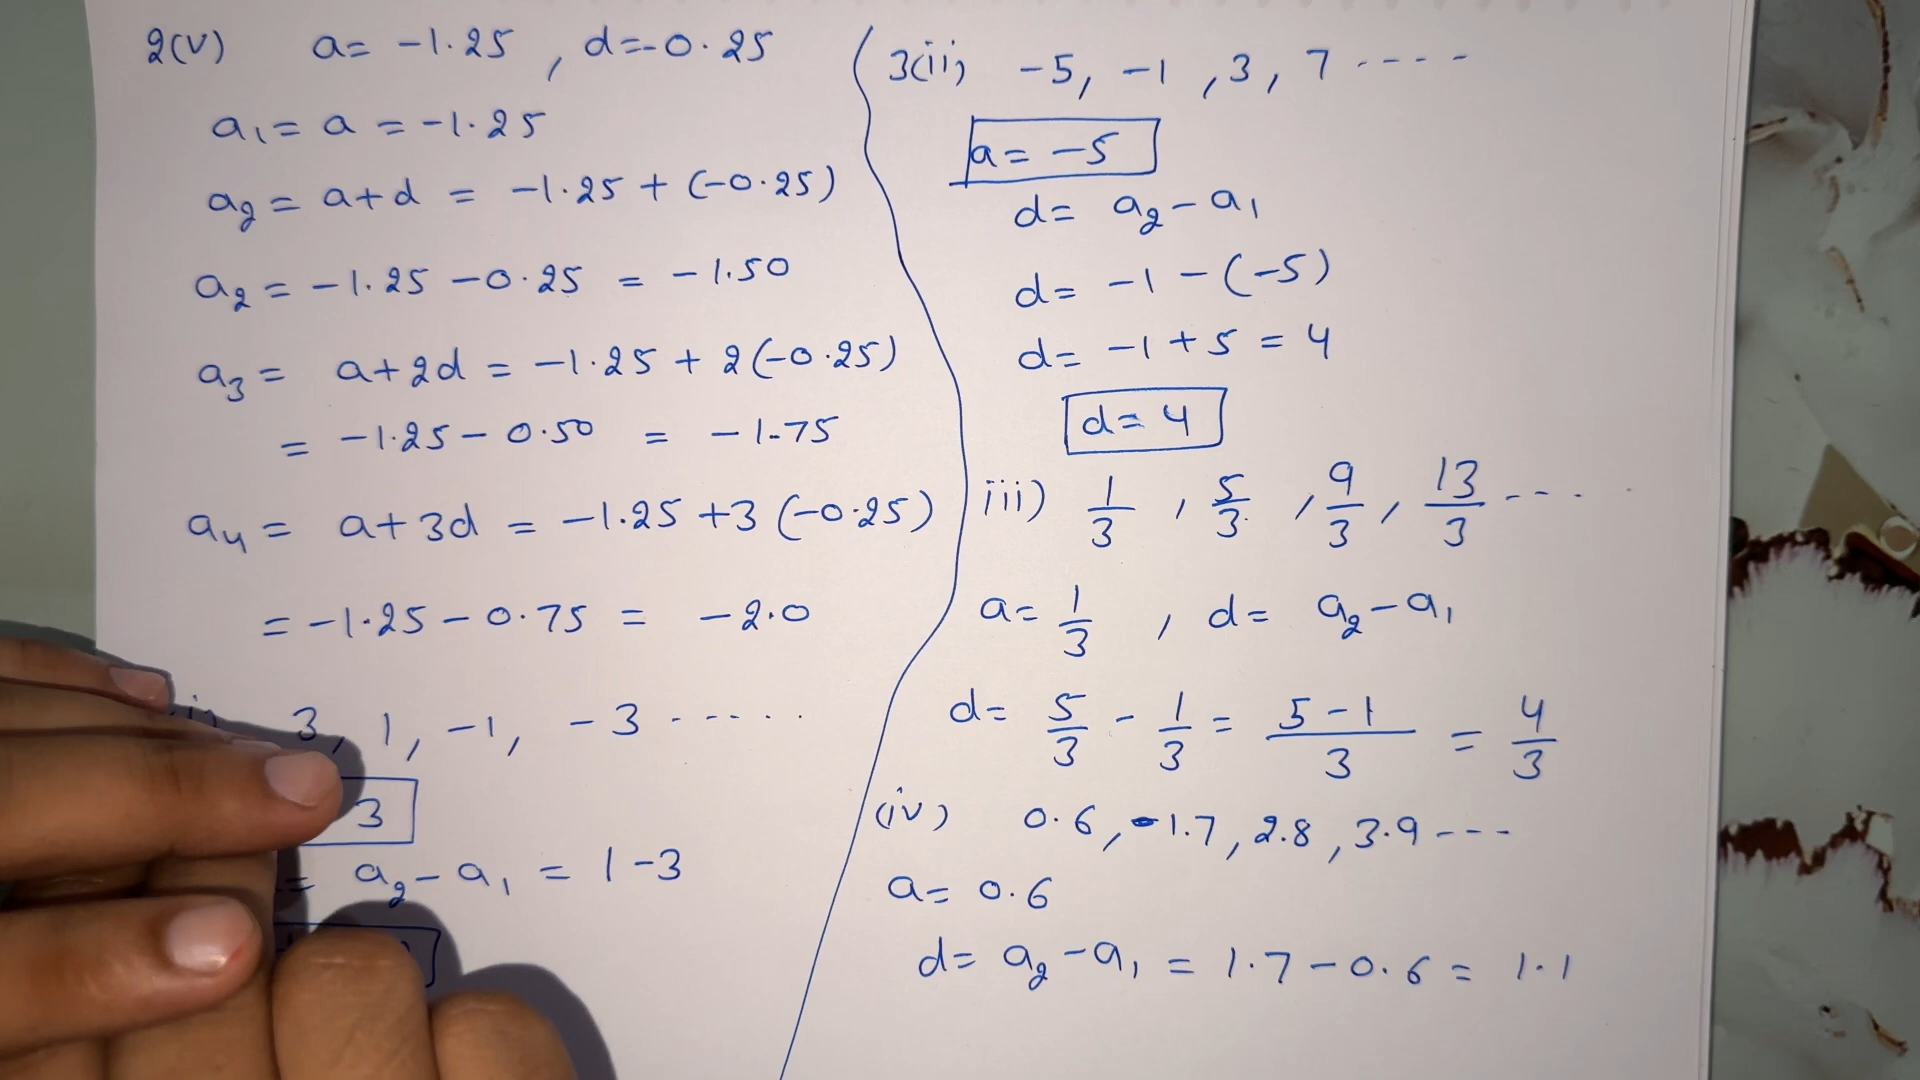 2(v) a= -1.25 , d=-0.25
a₁= a = -1.25
a₂ = a+d = -1.25 + (-0.25)
a₂ = -1.25 -0.25 = -1.50
a₃ = a+2d = -1.25 + 2(-0.25)
= -1.25 - 0.50 = -1.75
a₄ = a+3d = -1.25 +3 (-0.25)
= -1.25 - 0.75 = -2.0
3, 1, -1, -3 -----
3
= a₂ - a₁ = 1-3
3(ii) -5, -1 , 3, 7 ----
a= -5
d= a₂ - a₁
d= -1 - (-5)
d= -1 + 5 = 4
d= 4
iii) 1/3 , 5/3 , 9/3 , 13/3 ----
a= 1/3 , d= a₂ - a₁
d= 5/3 - 1/3 = (5-1)/3 = 4/3
(iv) 0.6, 1.7, 2.8, 3.9 ---
a= 0.6
d= a₂ - a₁ = 1.7 - 0.6 = 1.1